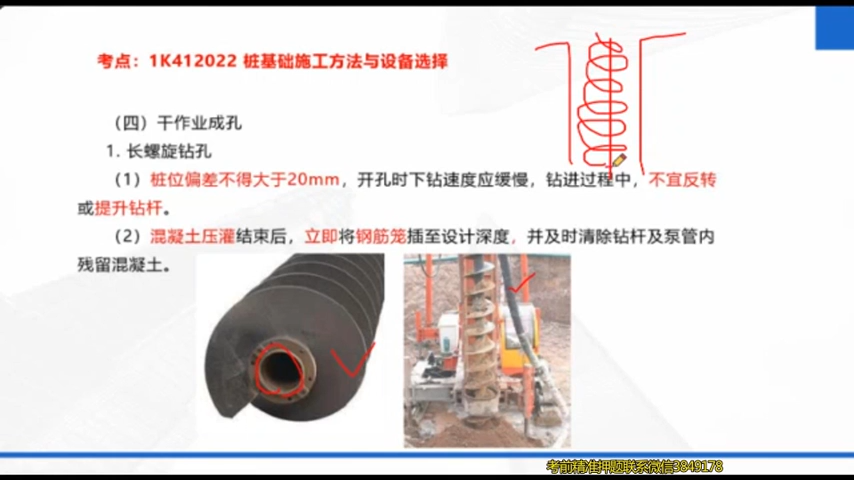 考点：1K412022 桩基础施工方法与设备选择
（四）干作业成孔
1. 长螺旋钻孔
（1）桩位偏差不得大于20mm，开孔时下钻速度应缓慢，钻进过程中，不宜反转
或提升钻杆。
（2）混凝土压灌结束后，立即将钢筋笼插至设计深度，并及时清除钻杆及泵管内
残留混凝土。
考前精准押题联系微信3849178